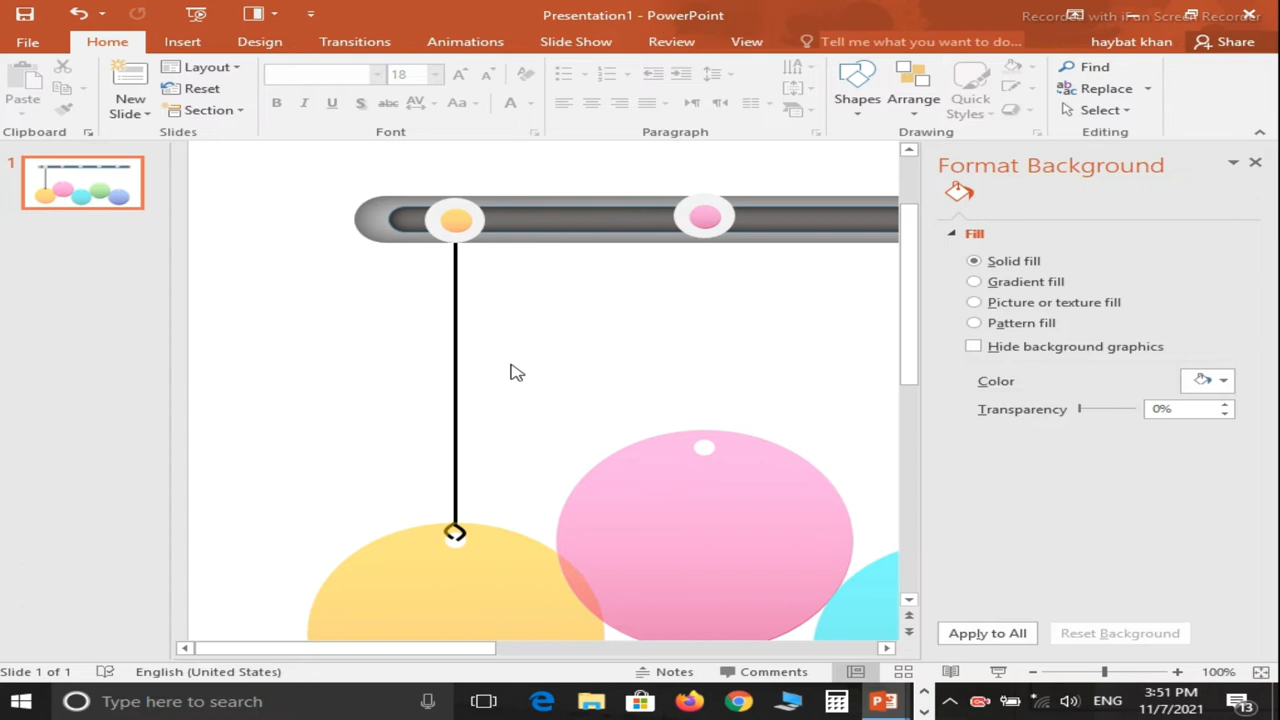 Presentation1 - PowerPoint
Recorded with iFun Screen Recorder
File Home Insert Design Transitions Animations Slide Show Review View Tell me what you want to do... haybat khan Share
Paste
New
Slide
Layout
Reset
Section
18
B I U S abc AV Aa A
Shapes
Arrange
Quick
Styles
Find
Replace
Select
Clipboard Slides Font Paragraph Drawing Editing
1
Format Background
Fill
Solid fill
Gradient fill
Picture or texture fill
Pattern fill
Hide background graphics
Color
Transparency 0%
Apply to All Reset Background
Slide 1 of 1 English (United States) Notes Comments 100%
Type here to search ENG 3:51 PM
11/7/2021
13